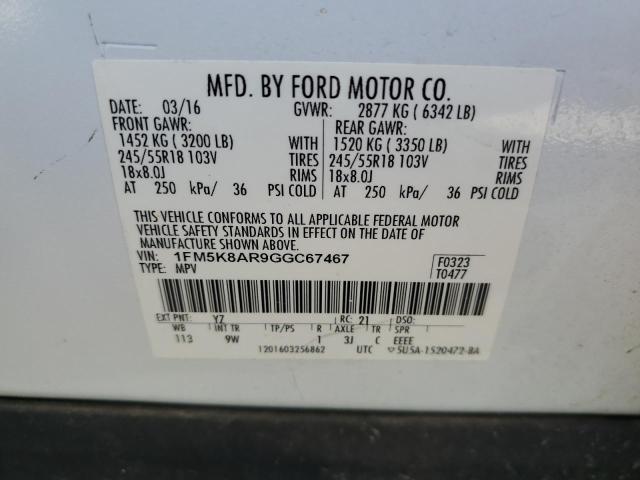 MFD. BY FORD MOTOR CO.
DATE: 03/16 GVWR: 2877 KG ( 6342 LB)
FRONT GAWR: REAR GAWR:
1452 KG ( 3200 LB) WITH 1520 KG ( 3350 LB) WITH
245/55R18 103V TIRES 245/55R18 103V TIRES
18x8.0J RIMS 18x8.0J RIMS
AT 250 kPa/ 36 PSI COLD AT 250 kPa/ 36 PSI COLD
THIS VEHICLE CONFORMS TO ALL APPLICABLE FEDERAL MOTOR
VEHICLE SAFETY STANDARDS IN EFFECT ON THE DATE OF
MANUFACTURE SHOWN ABOVE.
VIN: 1FM5K8AR9GGC67467 F0323
TYPE: MPV T0477
EXT PNT: YZ RC: 21 DSO:
WB INT TR TP/PS R AXLE TR SPR
113 9W 1 3J C EEEE
1201603256862 UTC ▽5U5A-1520472-BA